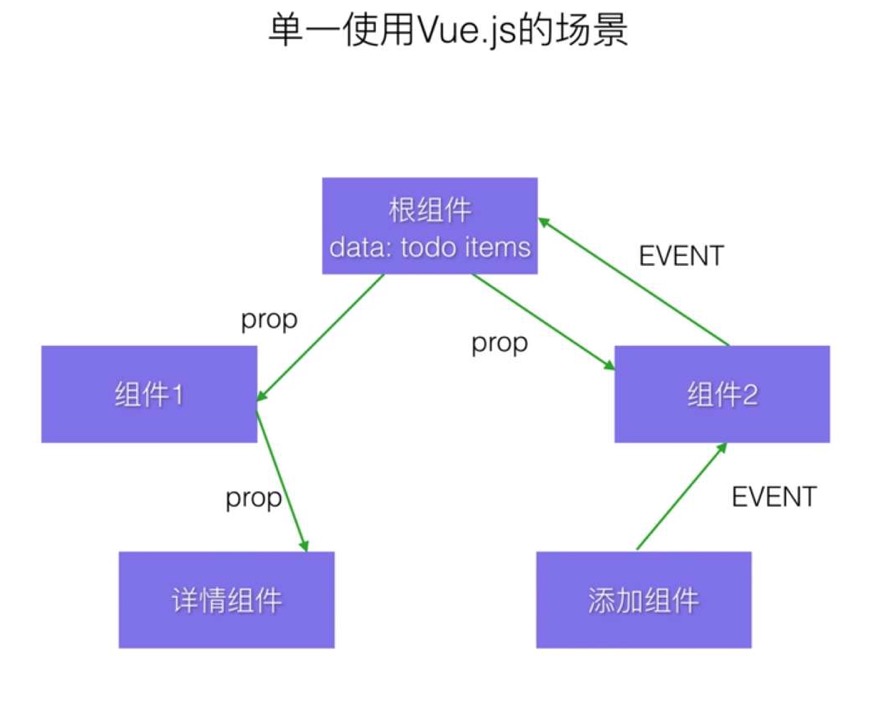 单一使用Vue.js的场景
根组件
data: todo items
EVENT
prop
prop
组件1
组件2
prop
EVENT
详情组件
添加组件